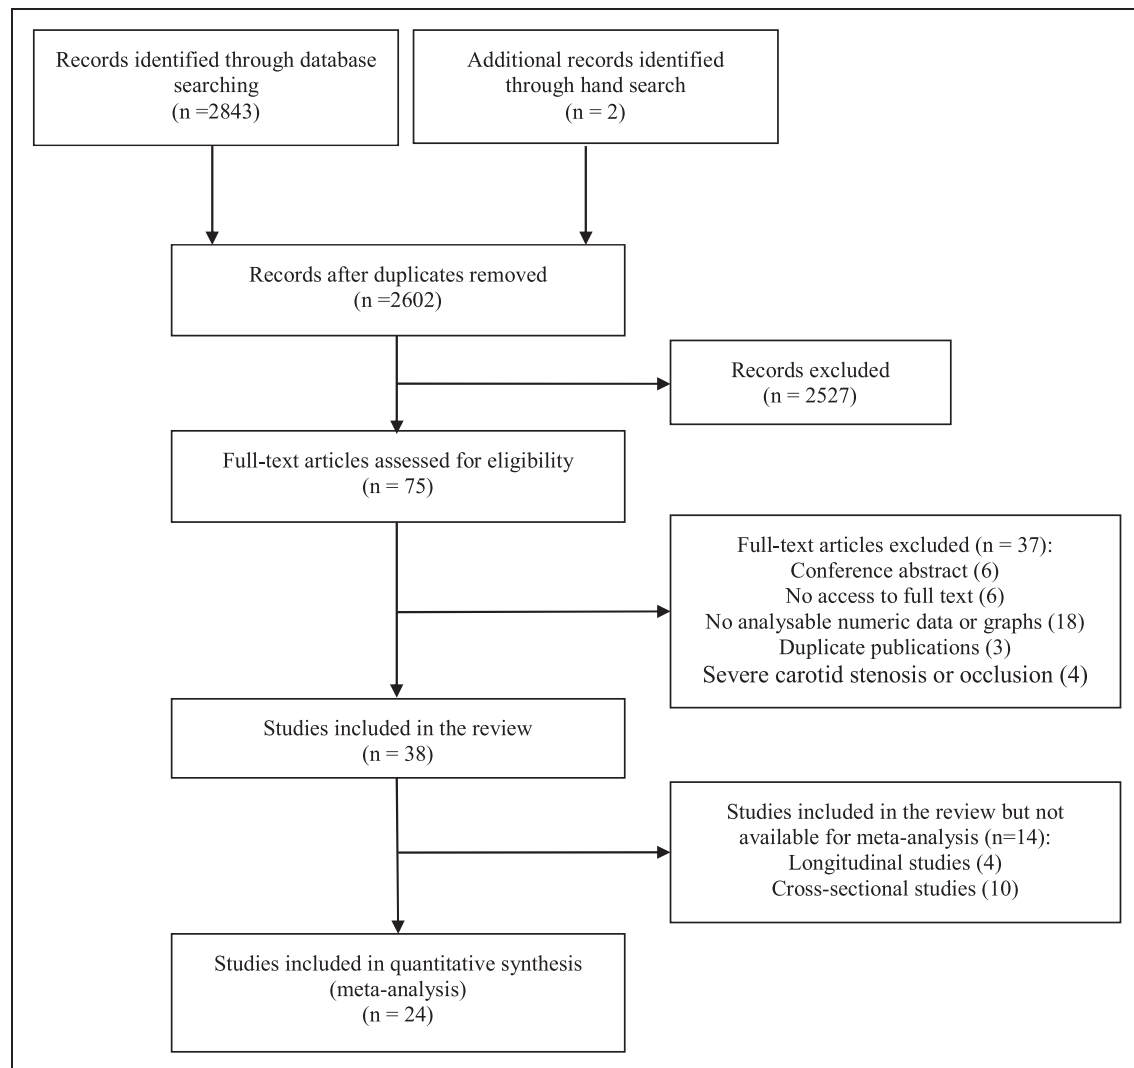 Records identified through database
searching
(n =2843)
Additional records identified
through hand search
(n = 2)
Records after duplicates removed
(n =2602)
Records excluded
(n = 2527)
Full-text articles assessed for eligibility
(n = 75)
Full-text articles excluded (n = 37):
Conference abstract (6)
No access to full text (6)
No analysable numeric data or graphs (18)
Duplicate publications (3)
Severe carotid stenosis or occlusion (4)
Studies included in the review
(n = 38)
Studies included in the review but not
available for meta-analysis (n=14):
Longitudinal studies (4)
Cross-sectional studies (10)
Studies included in quantitative synthesis
(meta-analysis)
(n = 24)